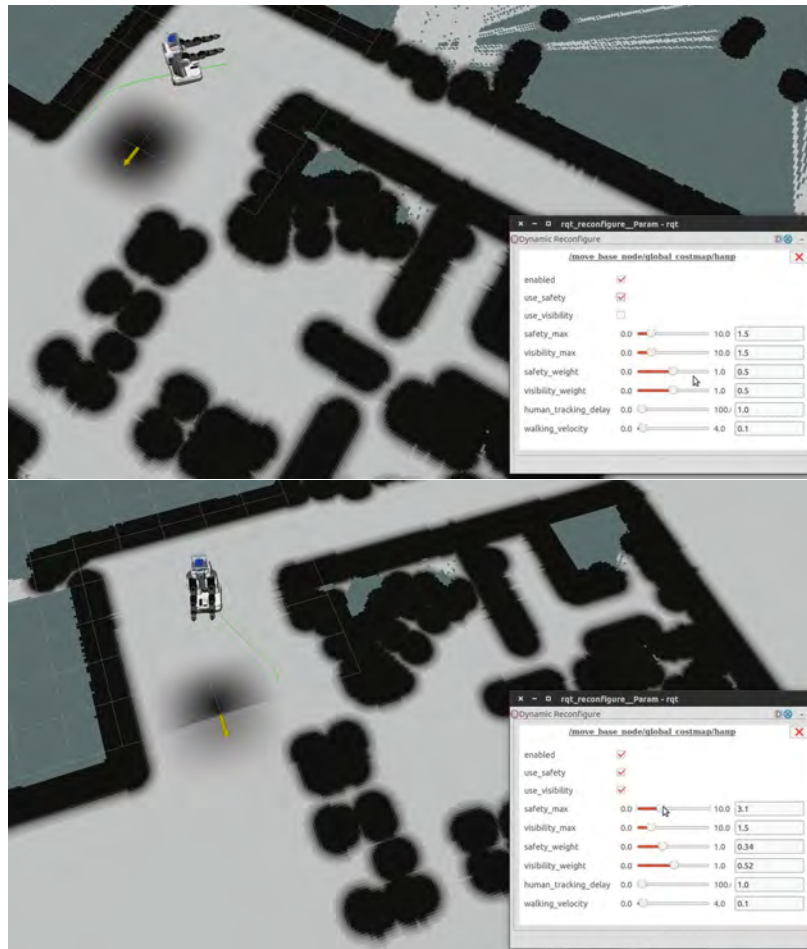 rqt_reconfigure__Param - rqt
Dynamic Reconfigure
/move_base_node/global_costmap/hanp
enabled
use_safety
use_visibility
safety_max 0.0 10.0 1.5
visibility_max 0.0 10.0 1.5
safety_weight 0.0 1.0 0.5
visibility_weight 0.0 1.0 0.5
human_tracking_delay 0.0 100. 1.0
walking_velocity 0.0 4.0 0.1
rqt_reconfigure__Param - rqt
Dynamic Reconfigure
/move_base_node/global_costmap/hanp
enabled
use_safety
use_visibility
safety_max 0.0 10.0 3.1
visibility_max 0.0 10.0 1.5
safety_weight 0.0 1.0 0.34
visibility_weight 0.0 1.0 0.52
human_tracking_delay 0.0 100. 1.0
walking_velocity 0.0 4.0 0.1